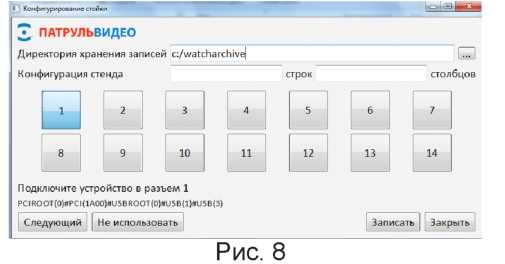 Конфигурирование стойки
ПАТРУЛЬВИДЕО
Директория хранения записей c:/watcharchive ...
Конфигурация стенда строк столбцов
1 2 3 4 5 6 7
8 9 10 11 12 13 14
Подключите устройство в разъем 1
PCIROOT(0)#PCI(1A00)#USBROOT(0)#USB(1)#USB(3)
Следующий Не использовать Записать Закрыть
Рис. 8